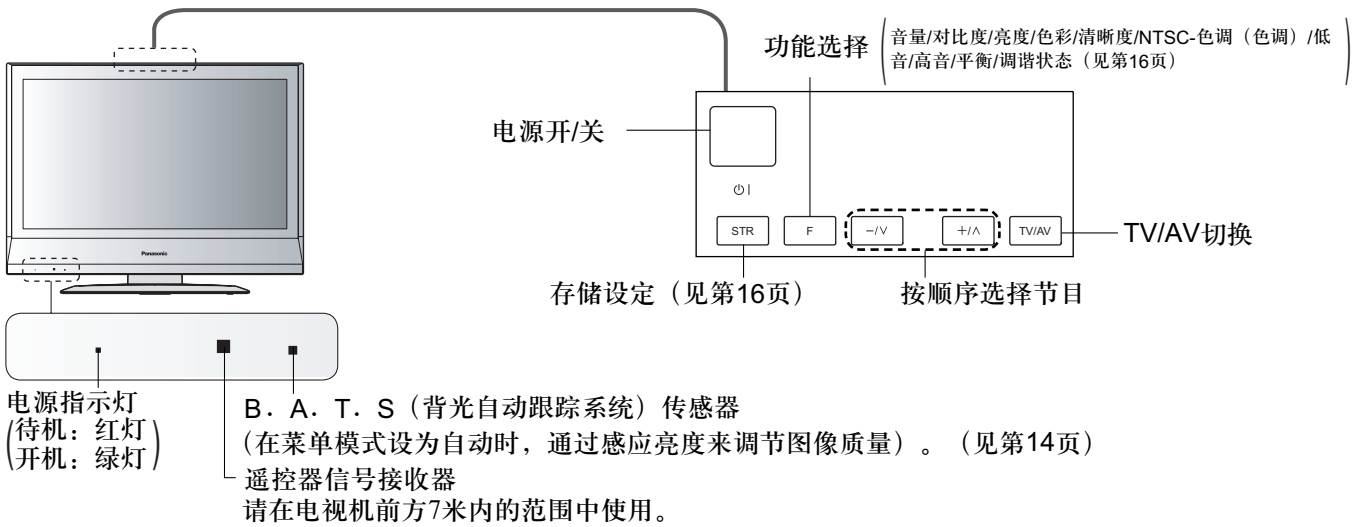 功能选择
音量/对比度/亮度/色彩/清晰度/NTSC-色调（色调）/低
音/高音/平衡/调谐状态（见第16页）
电源开/关
STR
F
−/∨
+/∧
TV/AV
TV/AV切换
存储设定（见第16页）
按顺序选择节目
Panasonic
电源指示灯
(待机：红灯)
(开机：绿灯)
B．A．T．S（背光自动跟踪系统）传感器
(在菜单模式设为自动时，通过感应亮度来调节图像质量）。（见第14页）
遥控器信号接收器
请在电视机前方7米内的范围中使用。